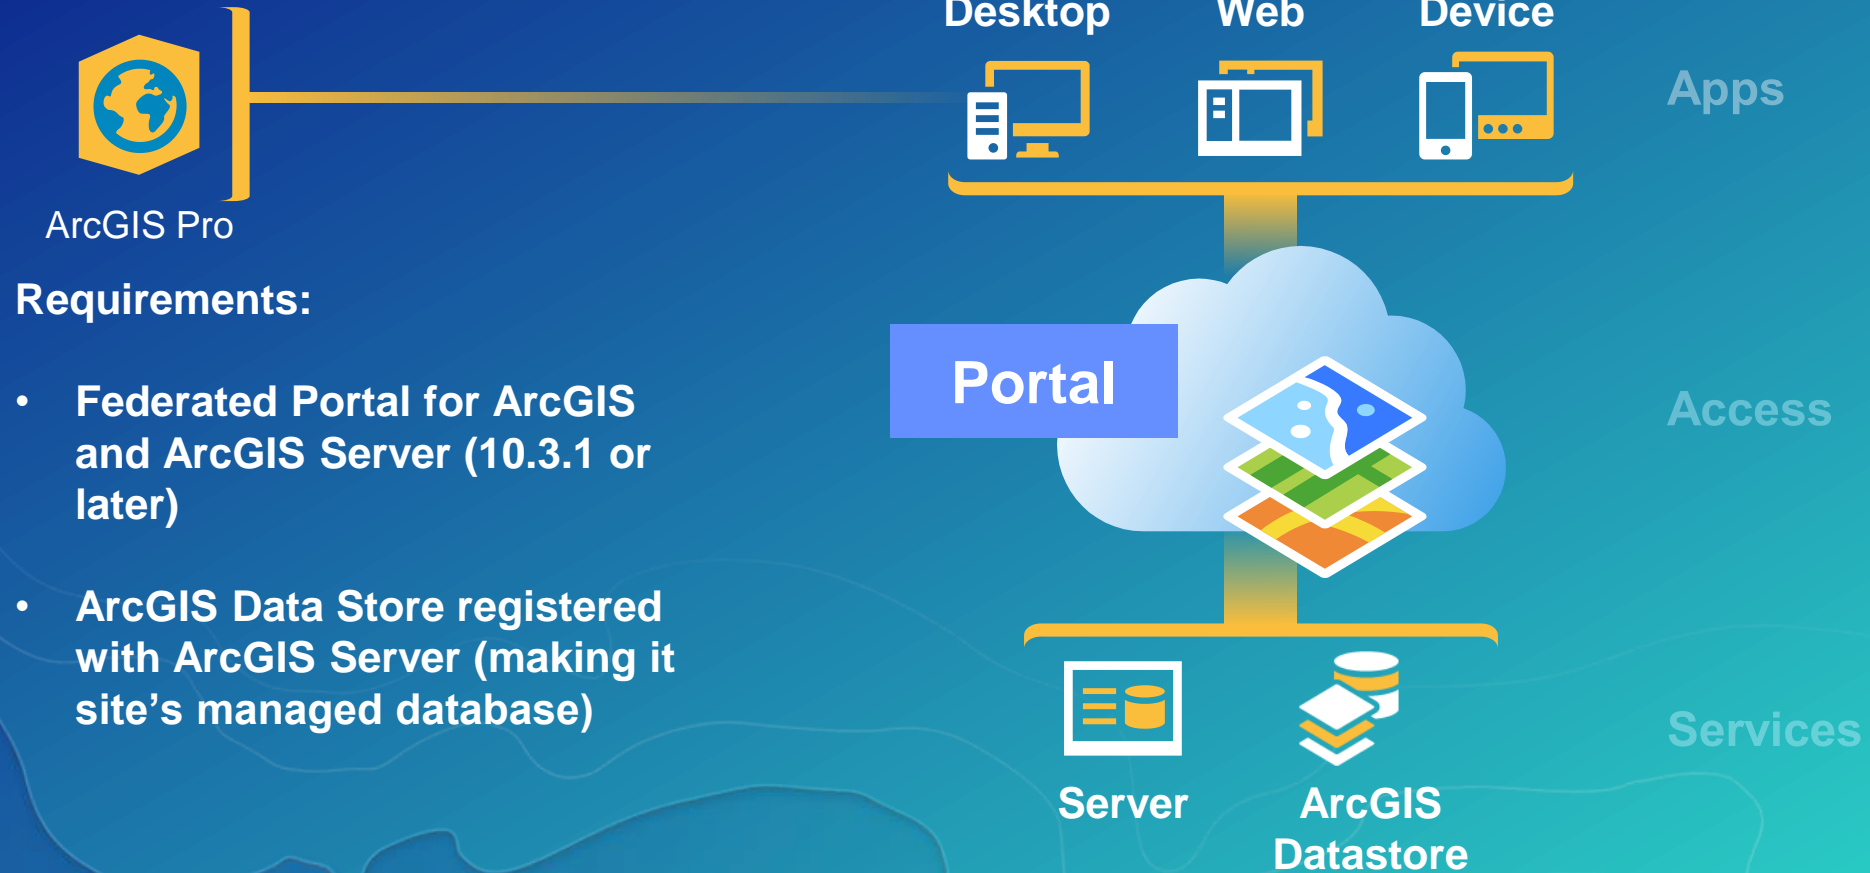 Desktop Web Device
Apps
ArcGIS Pro
Requirements:
• Federated Portal for ArcGIS
and ArcGIS Server (10.3.1 or
later)
• ArcGIS Data Store registered
with ArcGIS Server (making it
site’s managed database)
Portal
Access
Services
Server ArcGIS
Datastore